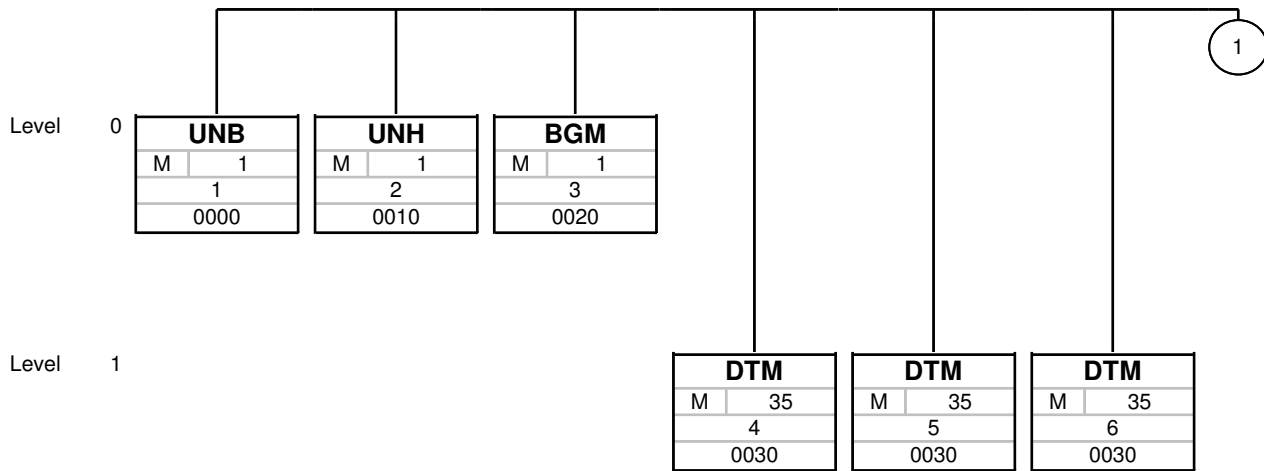 1
Level 0 UNB UNH BGM
M 1 M 1 M 1
1 2 3
0000 0010 0020
Level 1 DTM DTM DTM
M 35 M 35 M 35
4 5 6
0030 0030 0030